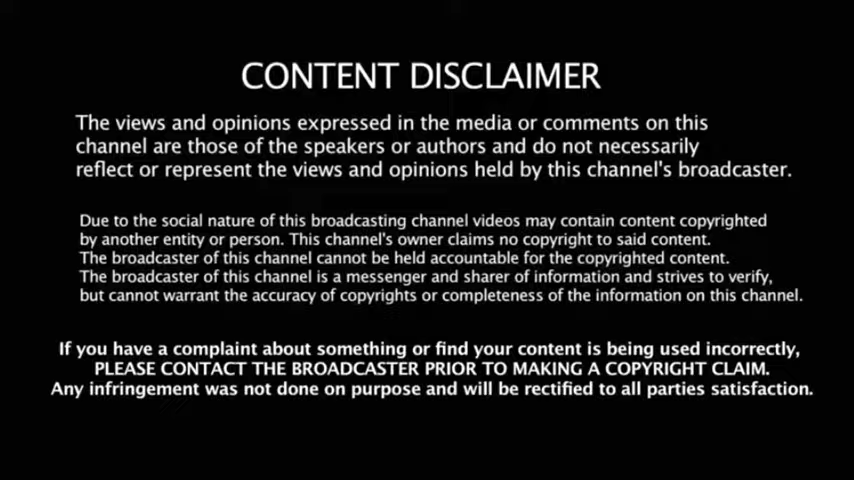 CONTENT DISCLAIMER
The views and opinions expressed in the media or comments on this
channel are those of the speakers or authors and do not necessarily
reflect or represent the views and opinions held by this channel's broadcaster.
Due to the social nature of this broadcasting channel videos may contain content copyrighted
by another entity or person. This channel's owner claims no copyright to said content.
The broadcaster of this channel cannot be held accountable for the copyrighted content.
The broadcaster of this channel is a messenger and sharer of information and strives to verify,
but cannot warrant the accuracy of copyrights or completeness of the information on this channel.
If you have a complaint about something or find your content is being used incorrectly,
PLEASE CONTACT THE BROADCASTER PRIOR TO MAKING A COPYRIGHT CLAIM.
Any infringement was not done on purpose and will be rectified to all parties satisfaction.